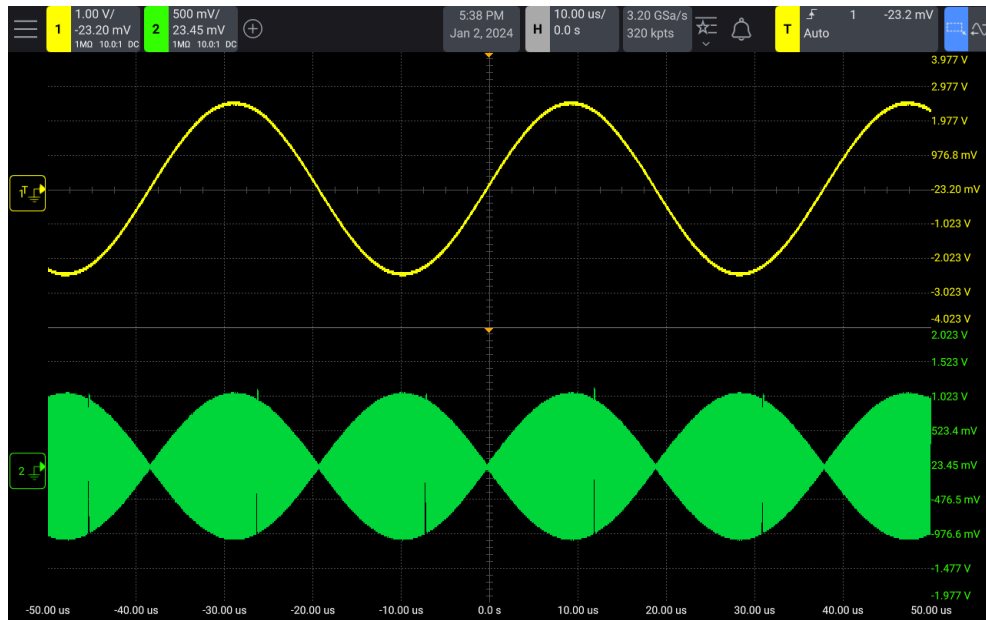 1
1.00 V/
-23.20 mV
1MΩ 10.0:1 DC
2
500 mV/
23.45 mV
1MΩ 10.0:1 DC
5:38 PM
Jan 2, 2024
H
10.00 us/
0.0 s
3.20 GSa/s
320 kpts
T
1
-23.2 mV
Auto
3.977 V
2.977 V
1.977 V
976.8 mV
1T
-23.20 mV
-1.023 V
-2.023 V
-3.023 V
-4.023 V
2.023 V
1.523 V
1.023 V
523.4 mV
2
23.45 mV
-476.5 mV
-976.6 mV
-1.477 V
-1.977 V
-50.00 us
-40.00 us
-30.00 us
-20.00 us
-10.00 us
0.0 s
10.00 us
20.00 us
30.00 us
40.00 us
50.00 us